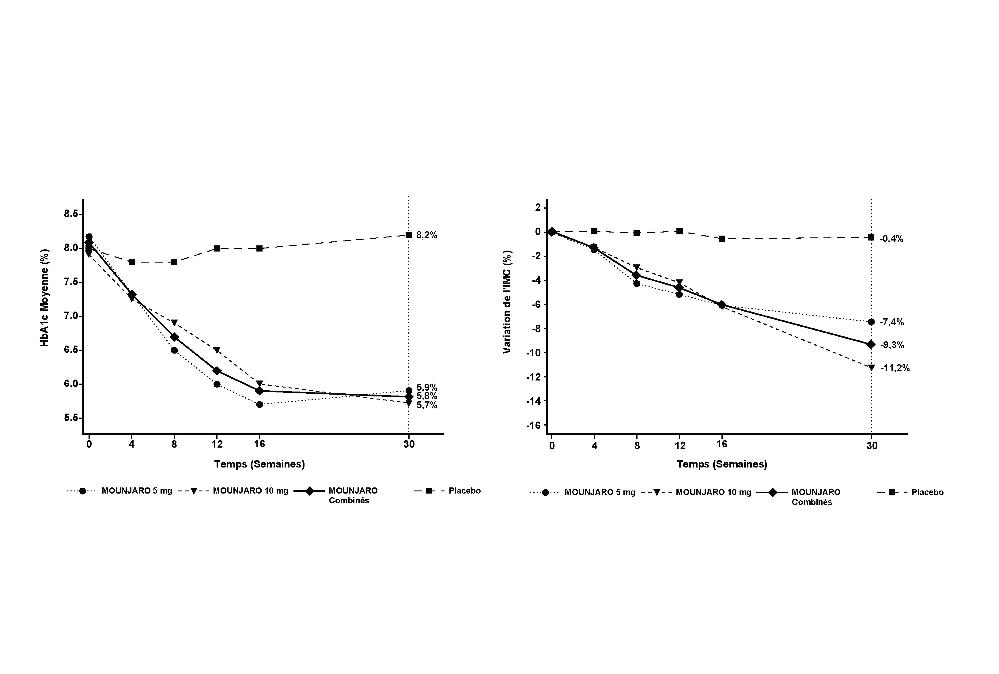 HbA1c Moyenne (%)
8.5
8.0
7.5
7.0
6.5
6.0
5.5
8,2%
5,9%
5,8%
5,7%
0 4 8 12 16 30
Temps (Semaines)
MOUNJARO 5 mg MOUNJARO 10 mg MOUNJARO Placebo
Combinés
Variation de l'IMC (%)
2
0
-2
-4
-6
-8
-10
-12
-14
-16
-0,4%
-7,4%
-9,3%
-11,2%
0 4 8 12 16 30
Temps (Semaines)
MOUNJARO 5 mg MOUNJARO 10 mg MOUNJARO Placebo
Combinés